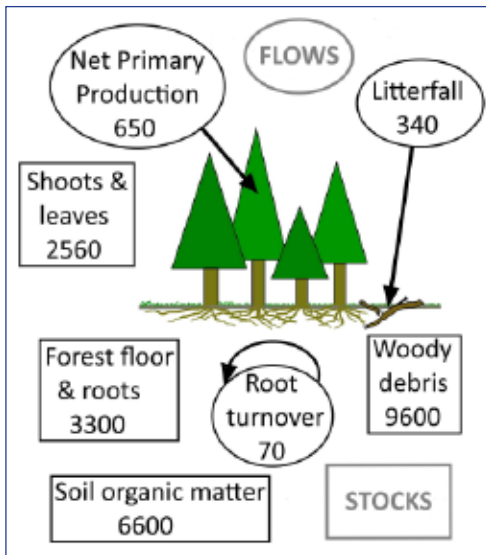 FLOWS
Net Primary
Production
650
Litterfall
340
Shoots &
leaves
2560
Forest floor
& roots
3300
Root
turnover
70
Woody
debris
9600
Soil organic matter
6600
STOCKS